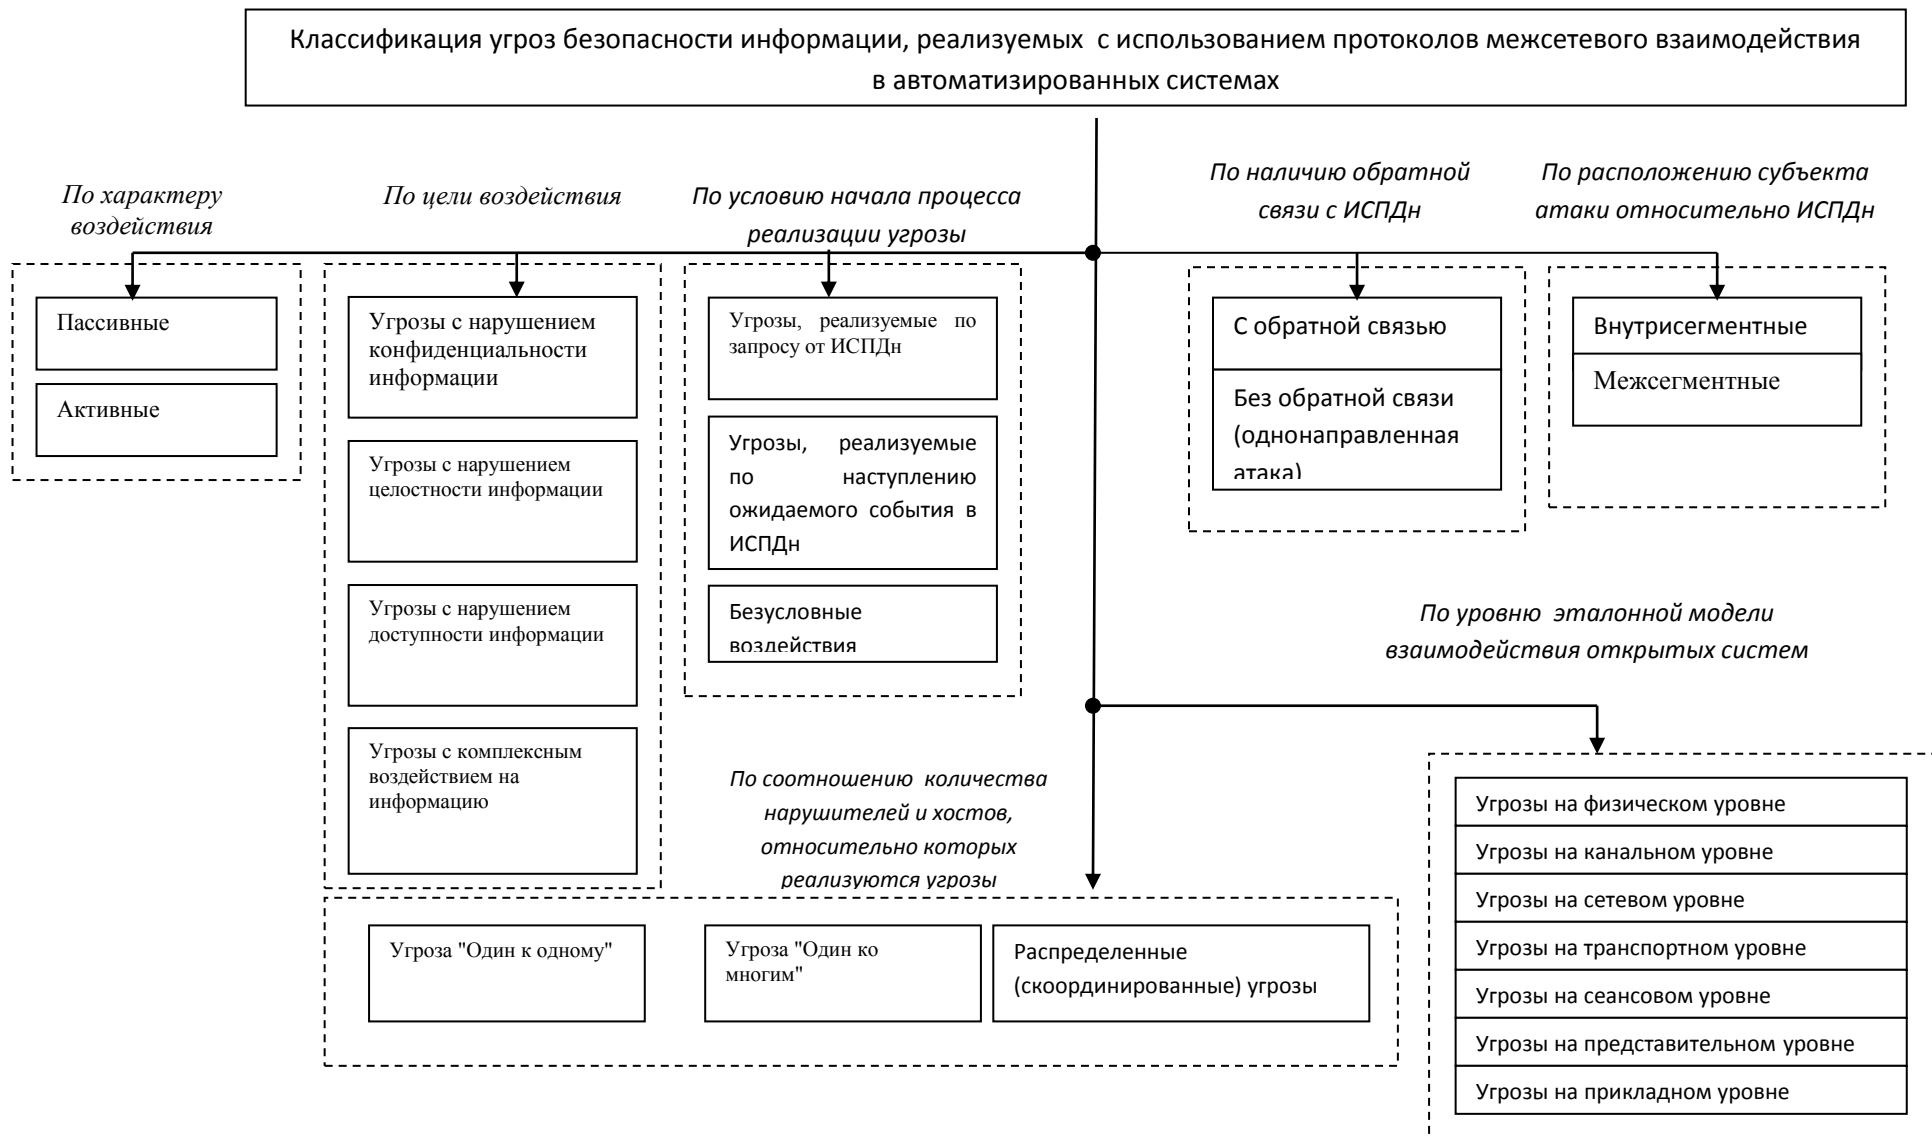 Классификация угроз безопасности информации, реализуемых с использованием протоколов межсетевого взаимодействия
в автоматизированных системах
По характеру
воздействия
Пассивные
Активные
По цели воздействия
Угрозы с нарушением
конфиденциальности
информации
Угрозы с нарушением
целостности информации
Угрозы с нарушением
доступности информации
Угрозы с комплексным
воздействием на
информацию
По условию начала процесса
реализации угрозы
Угрозы, реализуемые по
запросу от ИСПДн
Угрозы, реализуемые
по наступлению
ожидаемого события в
ИСПДн
Безусловные
воздействия
По наличию обратной
связи с ИСПДн
С обратной связью
Без обратной связи
(однонаправленная
атака)
По расположению субъекта
атаки относительно ИСПДн
Внутрисегментные
Межсегментные
По соотношению количества
нарушителей и хостов,
относительно которых
реализуются угрозы
Угроза "Один к одному"
Угроза "Один ко
многим"
Распределенные
(скоординированные) угрозы
По уровню эталонной модели
взаимодействия открытых систем
Угрозы на физическом уровне
Угрозы на канальном уровне
Угрозы на сетевом уровне
Угрозы на транспортном уровне
Угрозы на сеансовом уровне
Угрозы на представительном уровне
Угрозы на прикладном уровне